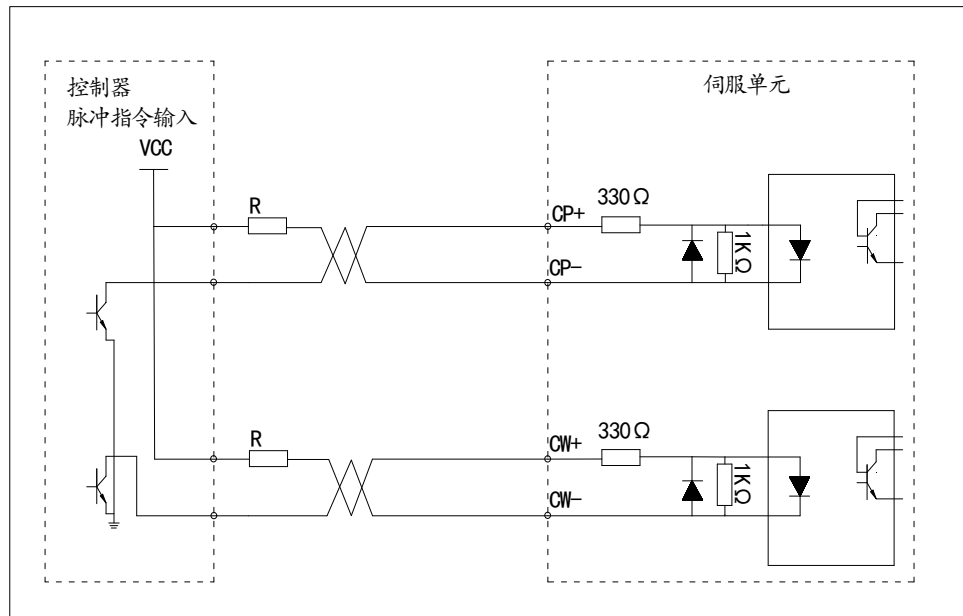 控制器
脉冲指令输入
VCC
伺服单元
R
CP+
330Ω
1KΩ
CP-
R
CW+
330Ω
1KΩ
CW-